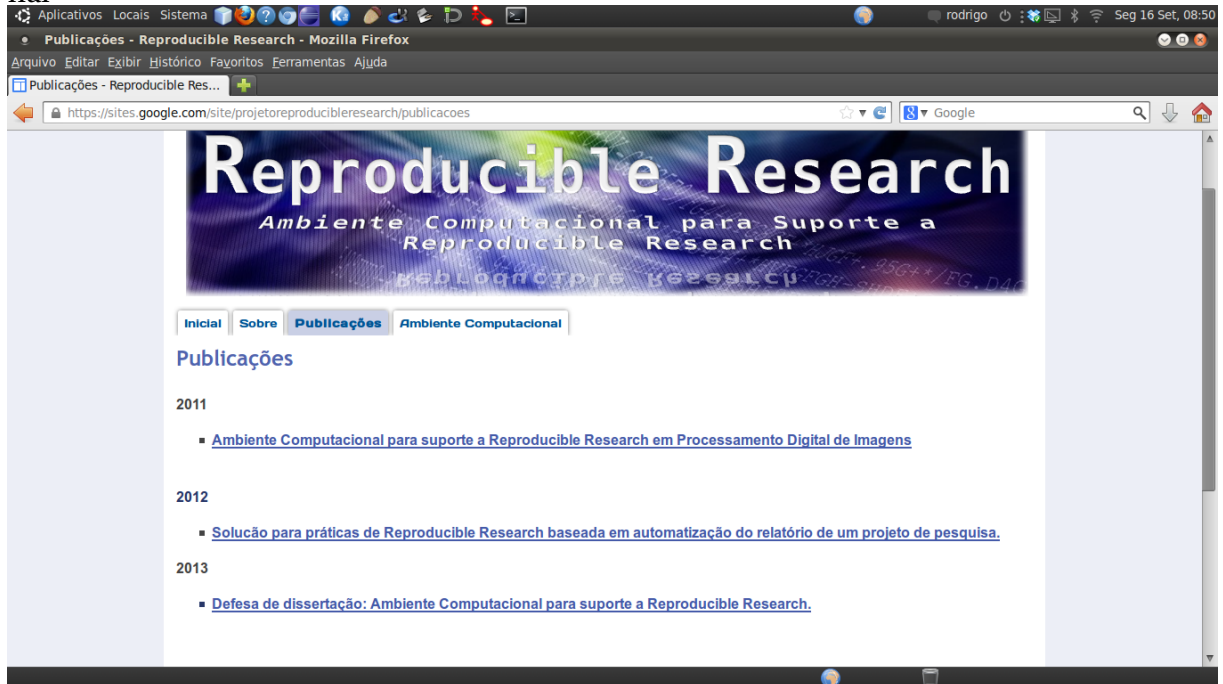 nal
Aplicativos Locais Sistema rodrigo Seg 16 Set, 08:50
Publicações - Reproducible Research - Mozilla Firefox
Arquivo Editar Exibir Histórico Favoritos Ferramentas Ajuda
Publicações - Reproducible Res...
https://sites.google.com/site/projetoreproducibleresearch/publicacoes Google
Reproducible Research
Ambiente Computacional para Suporte a
Reproducible Research
Reproducible Research
Inicial Sobre Publicações Ambiente Computacional
Publicações
2011
Ambiente Computacional para suporte a Reproducible Research em Processamento Digital de Imagens
2012
Solucão para práticas de Reproducible Research baseada em automatização do relatório de um projeto de pesquisa.
2013
Defesa de dissertação: Ambiente Computacional para suporte a Reproducible Research.